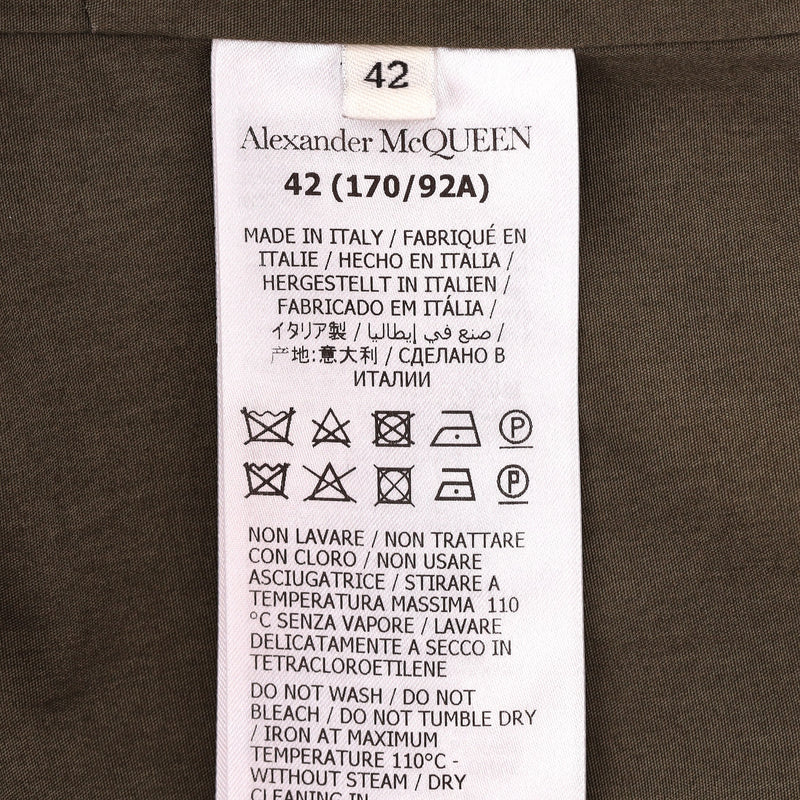 42
Alexander McQUEEN
42 (170/92A)
MADE IN ITALY / FABRIQUÉ EN
ITALIE / HECHO EN ITALIA /
HERGESTELLT IN ITALIEN /
FABRICADO EM ITÁLIA /
イタリア製 / صنع في إيطاليا /
产地:意大利 / СДЕЛАНО В
ИТАЛИИ
P
P
NON LAVARE / NON TRATTARE
CON CLORO / NON USARE
ASCIUGATRICE / STIRARE A
TEMPERATURA MASSIMA 110
°C SENZA VAPORE / LAVARE
DELICATAMENTE A SECCO IN
TETRACLOROETILENE
DO NOT WASH / DO NOT
BLEACH / DO NOT TUMBLE DRY
/ IRON AT MAXIMUM
TEMPERATURE 110°C -
WITHOUT STEAM / DRY
CLEANING IN